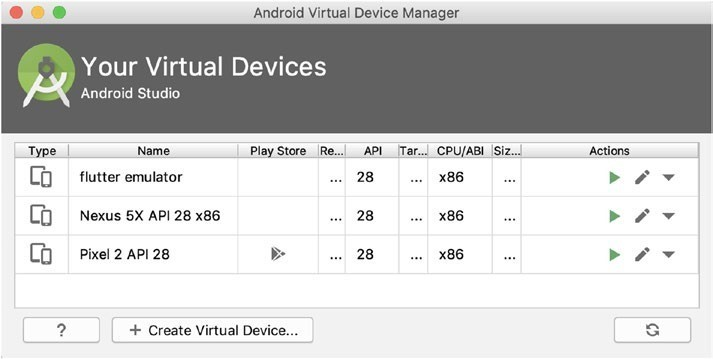 Android Virtual Device Manager
Your Virtual Devices
Android Studio
Type Name Play Store Re... API Tar... CPU/ABI Siz... Actions
flutter emulator ... 28 ... x86 ...
Nexus 5X API 28 x86 ... 28 ... x86 ...
Pixel 2 API 28 ... 28 ... x86 ...
? + Create Virtual Device...